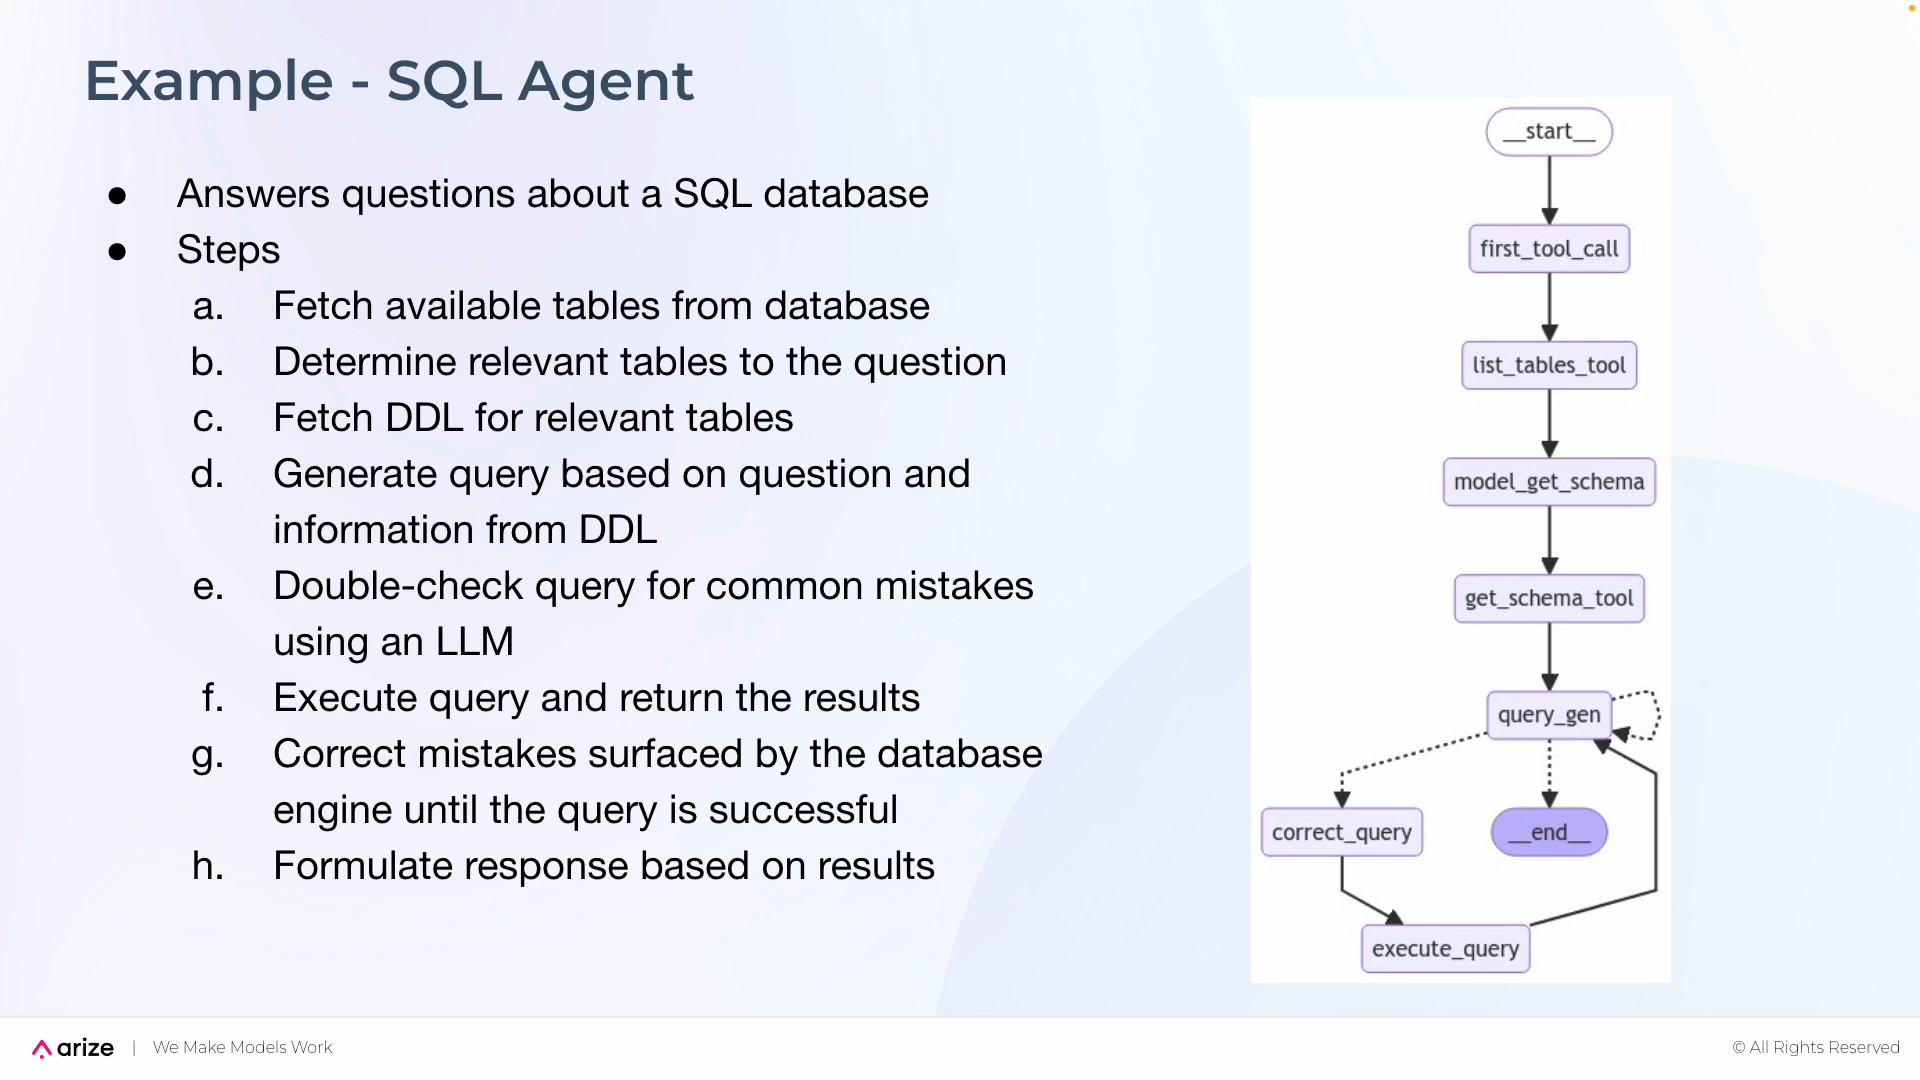 Example - SQL Agent
● Answers questions about a SQL database
● Steps
a. Fetch available tables from database
b. Determine relevant tables to the question
c. Fetch DDL for relevant tables
d. Generate query based on question and
information from DDL
e. Double-check query for common mistakes
using an LLM
f. Execute query and return the results
g. Correct mistakes surfaced by the database
engine until the query is successful
h. Formulate response based on results
__start__
first_tool_call
list_tables_tool
model_get_schema
get_schema_tool
query_gen
correct_query
__end__
execute_query
arize | We Make Models Work
© All Rights Reserved